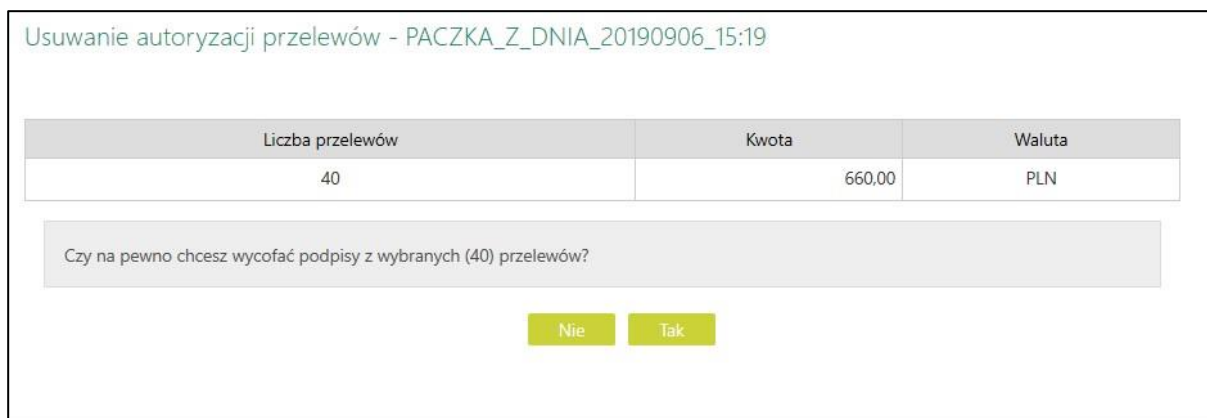 Usuwanie autoryzacji przelewów - PACZKA_Z_DNIA_20190906_15:19
Liczba przelewów Kwota Waluta
40 660,00 PLN
Czy na pewno chcesz wycofać podpisy z wybranych (40) przelewów?
Nie Tak